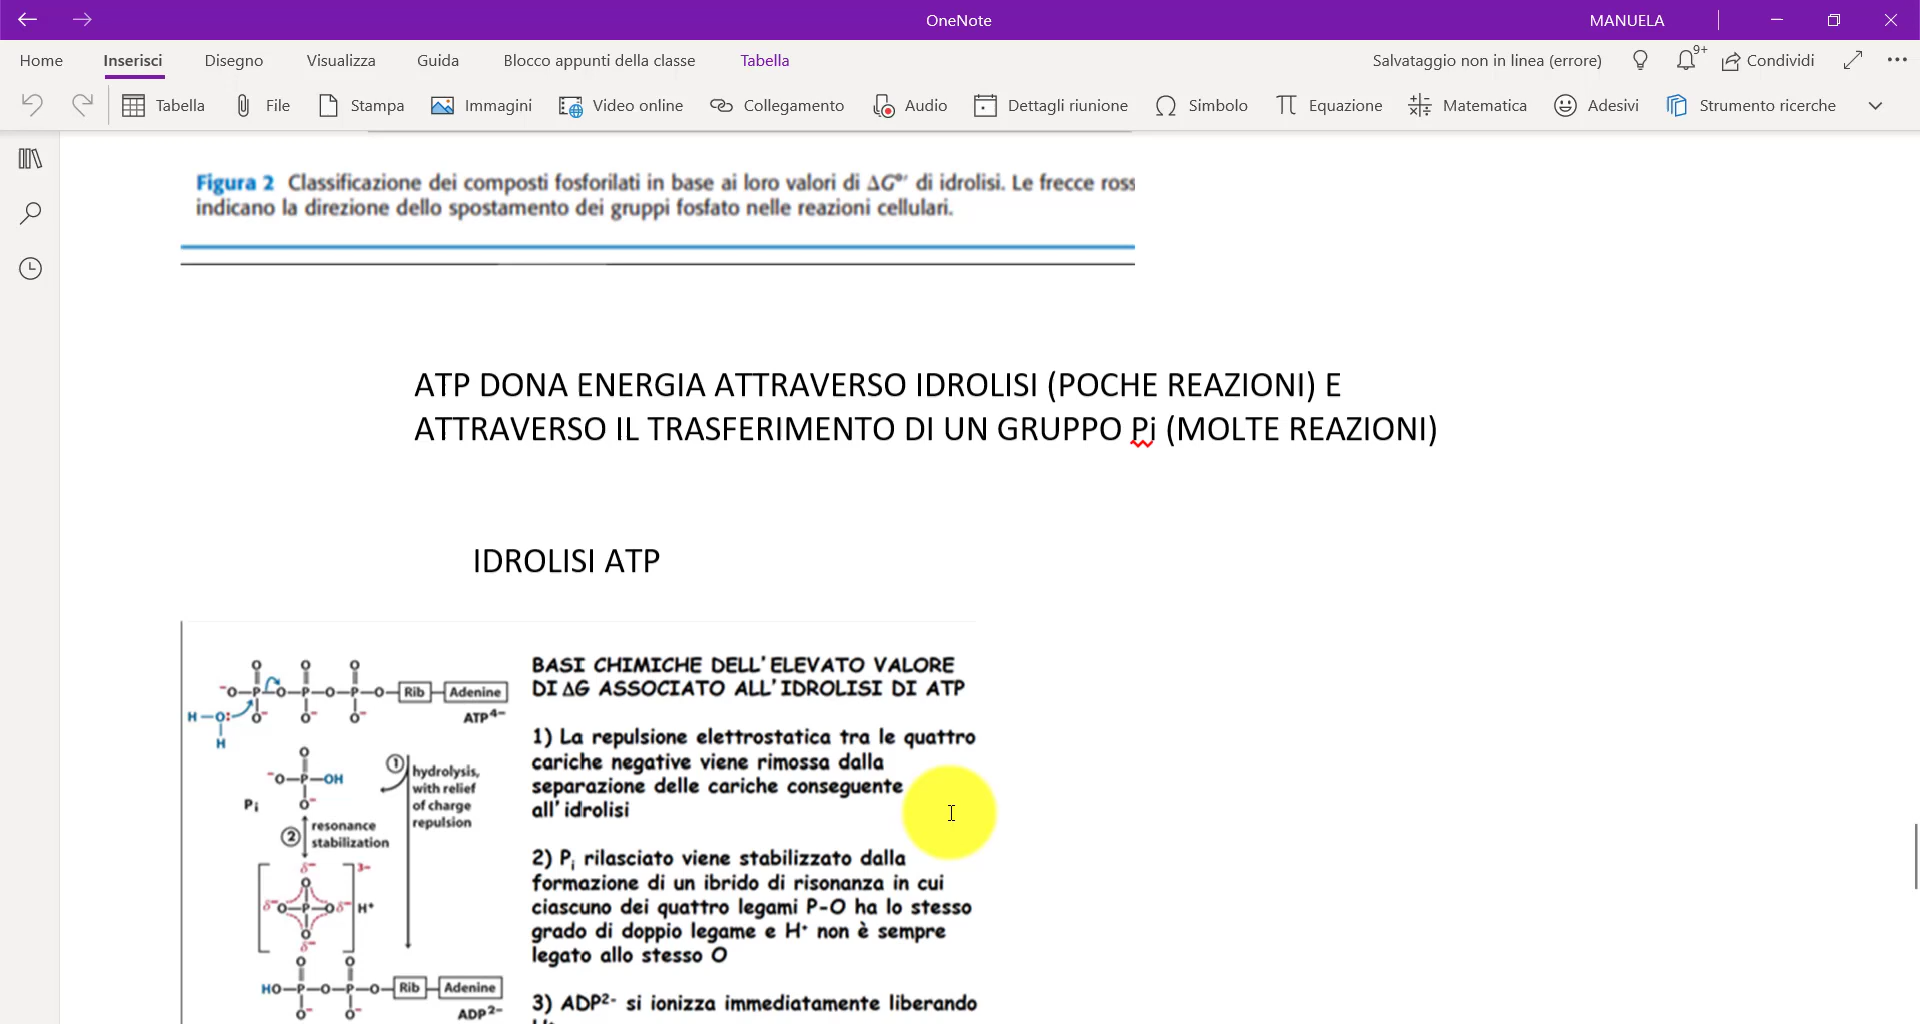 OneNote
MANUELA
Home Inserisci Disegno Visualizza Guida Blocco appunti della classe Tabella
Salvataggio non in linea (errore) 9+ Condividi
Tabella File Stampa Immagini Video online Collegamento Audio Dettagli riunione Simbolo Equazione Matematica Adesivi Strumento ricerche
Figura 2 Classificazione dei composti fosforilati in base ai loro valori di ΔG°′ di idrolisi. Le frecce ross
indicano la direzione dello spostamento dei gruppi fosfato nelle reazioni cellulari.
ATP DONA ENERGIA ATTRAVERSO IDROLISI (POCHE REAZIONI) E
ATTRAVERSO IL TRASFERIMENTO DI UN GRUPPO Pi (MOLTE REAZIONI)
IDROLISI ATP
O O O
⁻O–P–O–P–O–P–O–Rib–Adenine
H–O: O⁻ O⁻ O⁻ ATP⁴⁻
H
O
⁻O–P–OH
Pi O⁻
① hydrolysis,
with relief
of charge
repulsion
② resonance
stabilization
δ⁻ 3–
O
δ⁻O–P–Oδ⁻ H⁺
O
δ⁻
O O
HO–P–O–P–O–Rib–Adenine
O⁻ O⁻ ADP²⁻
BASI CHIMICHE DELL'ELEVATO VALORE
DI ΔG ASSOCIATO ALL'IDROLISI DI ATP
1) La repulsione elettrostatica tra le quattro
cariche negative viene rimossa dalla
separazione delle cariche conseguente
all'idrolisi
2) Pi rilasciato viene stabilizzato dalla
formazione di un ibrido di risonanza in cui
ciascuno dei quattro legami P-O ha lo stesso
grado di doppio legame e H⁺ non è sempre
legato allo stesso O
3) ADP²⁻ si ionizza immediatamente liberando